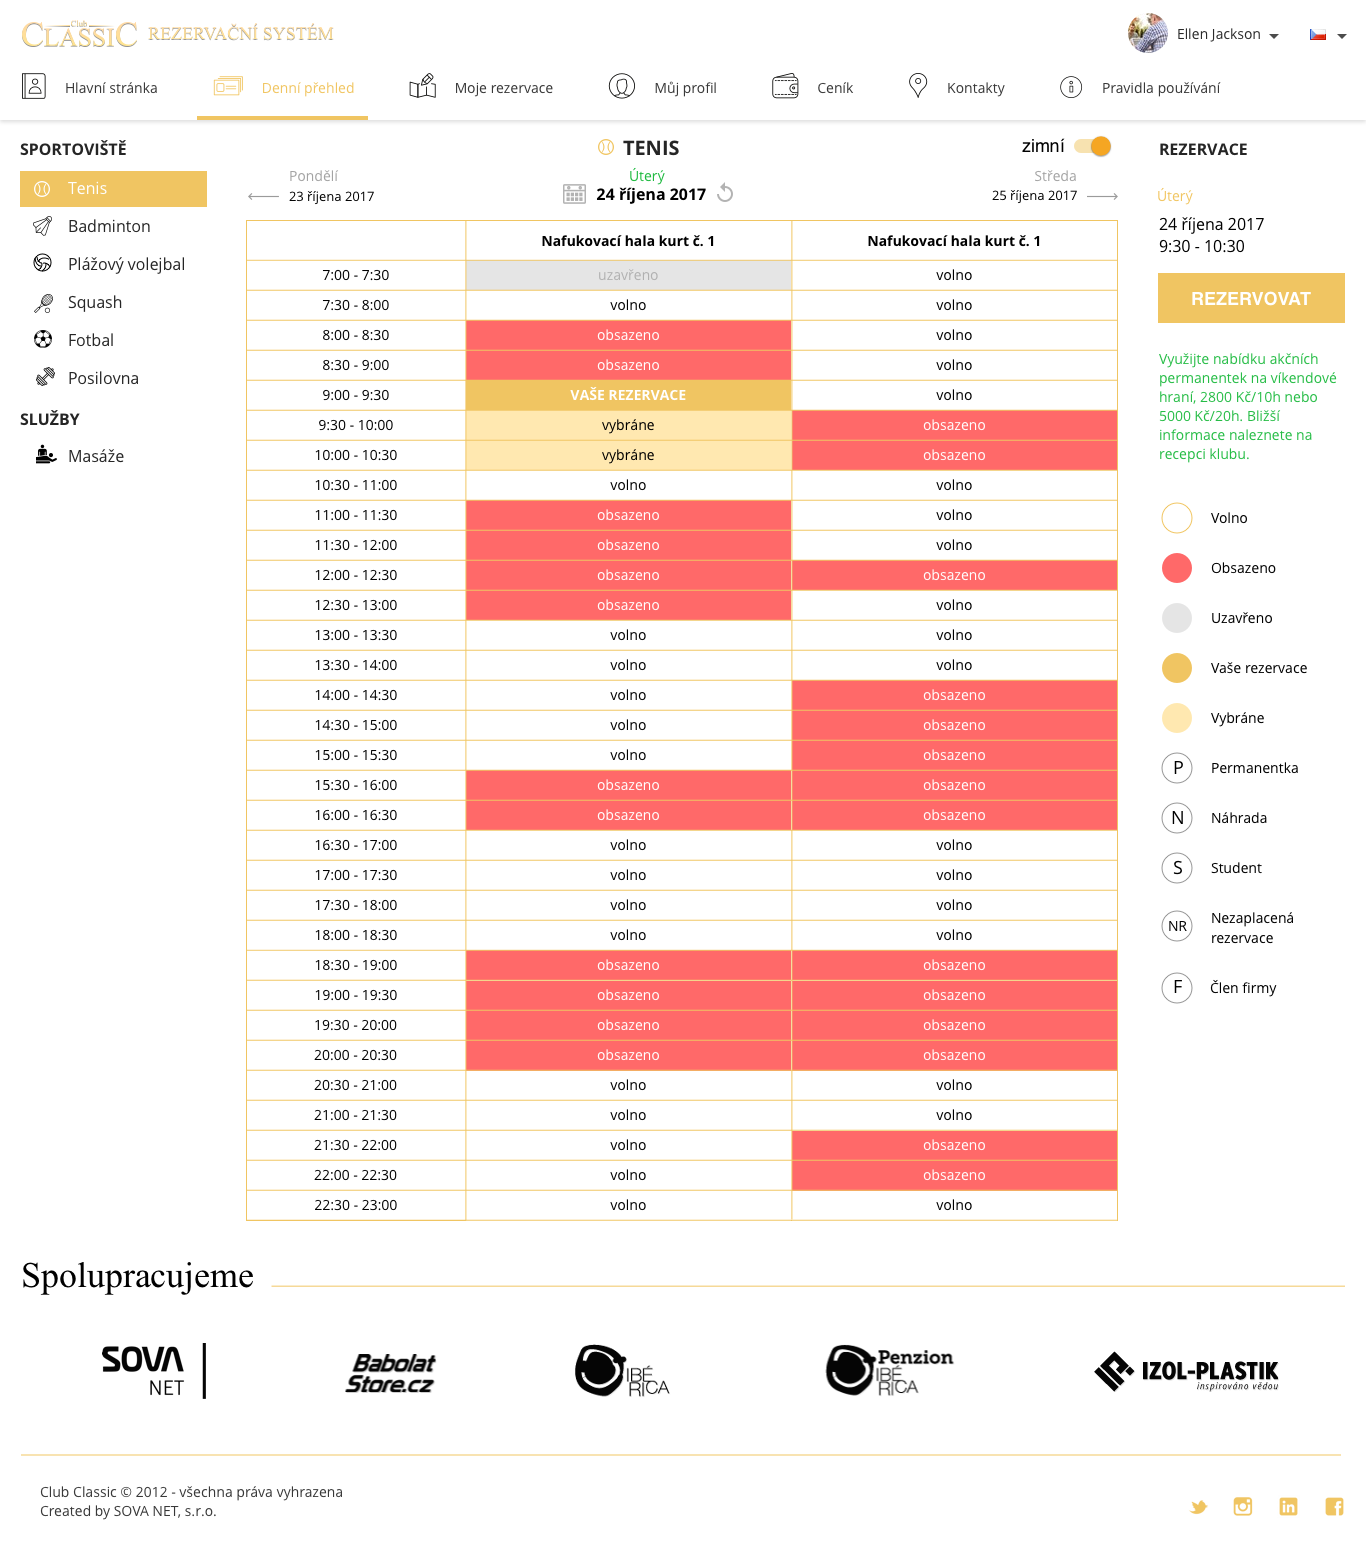 Club
CLASSIC REZERVAČNÍ SYSTÉM
Ellen Jackson
Hlavní stránka
Denní přehled
Moje rezervace
Můj profil
Ceník
Kontakty
Pravidla používání
SPORTOVIŠTĚ
Tenis
Badminton
Plážový volejbal
Squash
Fotbal
Posilovna
SLUŽBY
Masáže
TENIS
zimní
Pondělí
23 října 2017
Úterý
24 října 2017
Středa
25 října 2017
Nafukovací hala kurt č. 1 Nafukovací hala kurt č. 1
7:00 - 7:30 uzavřeno volno
7:30 - 8:00 volno volno
8:00 - 8:30 obsazeno volno
8:30 - 9:00 obsazeno volno
9:00 - 9:30 VAŠE REZERVACE volno
9:30 - 10:00 vybráne obsazeno
10:00 - 10:30 vybráne obsazeno
10:30 - 11:00 volno volno
11:00 - 11:30 obsazeno volno
11:30 - 12:00 obsazeno volno
12:00 - 12:30 obsazeno obsazeno
12:30 - 13:00 obsazeno volno
13:00 - 13:30 volno volno
13:30 - 14:00 volno volno
14:00 - 14:30 volno obsazeno
14:30 - 15:00 volno obsazeno
15:00 - 15:30 volno obsazeno
15:30 - 16:00 obsazeno obsazeno
16:00 - 16:30 obsazeno obsazeno
16:30 - 17:00 volno volno
17:00 - 17:30 volno volno
17:30 - 18:00 volno volno
18:00 - 18:30 volno volno
18:30 - 19:00 obsazeno obsazeno
19:00 - 19:30 obsazeno obsazeno
19:30 - 20:00 obsazeno obsazeno
20:00 - 20:30 obsazeno obsazeno
20:30 - 21:00 volno volno
21:00 - 21:30 volno volno
21:30 - 22:00 volno obsazeno
22:00 - 22:30 volno obsazeno
22:30 - 23:00 volno volno
REZERVACE
Úterý
24 října 2017
9:30 - 10:30
REZERVOVAT
Využijte nabídku akčních
permanentek na víkendové
hraní, 2800 Kč/10h nebo
5000 Kč/20h. Bližší
informace naleznete na
recepci klubu.
Volno
Obsazeno
Uzavřeno
Vaše rezervace
Vybráne
P Permanentka
N Náhrada
S Student
NR Nezaplacená
rezervace
F Člen firmy
Spolupracujeme
SOVA
NET
Babolat
Store.cz
IBÉ
RICA
Penzion
IBÉ
RICA
IZOL-PLASTIK
inspirováno vědou
Club Classic © 2012 - všechna práva vyhrazena
Created by SOVA NET, s.r.o.